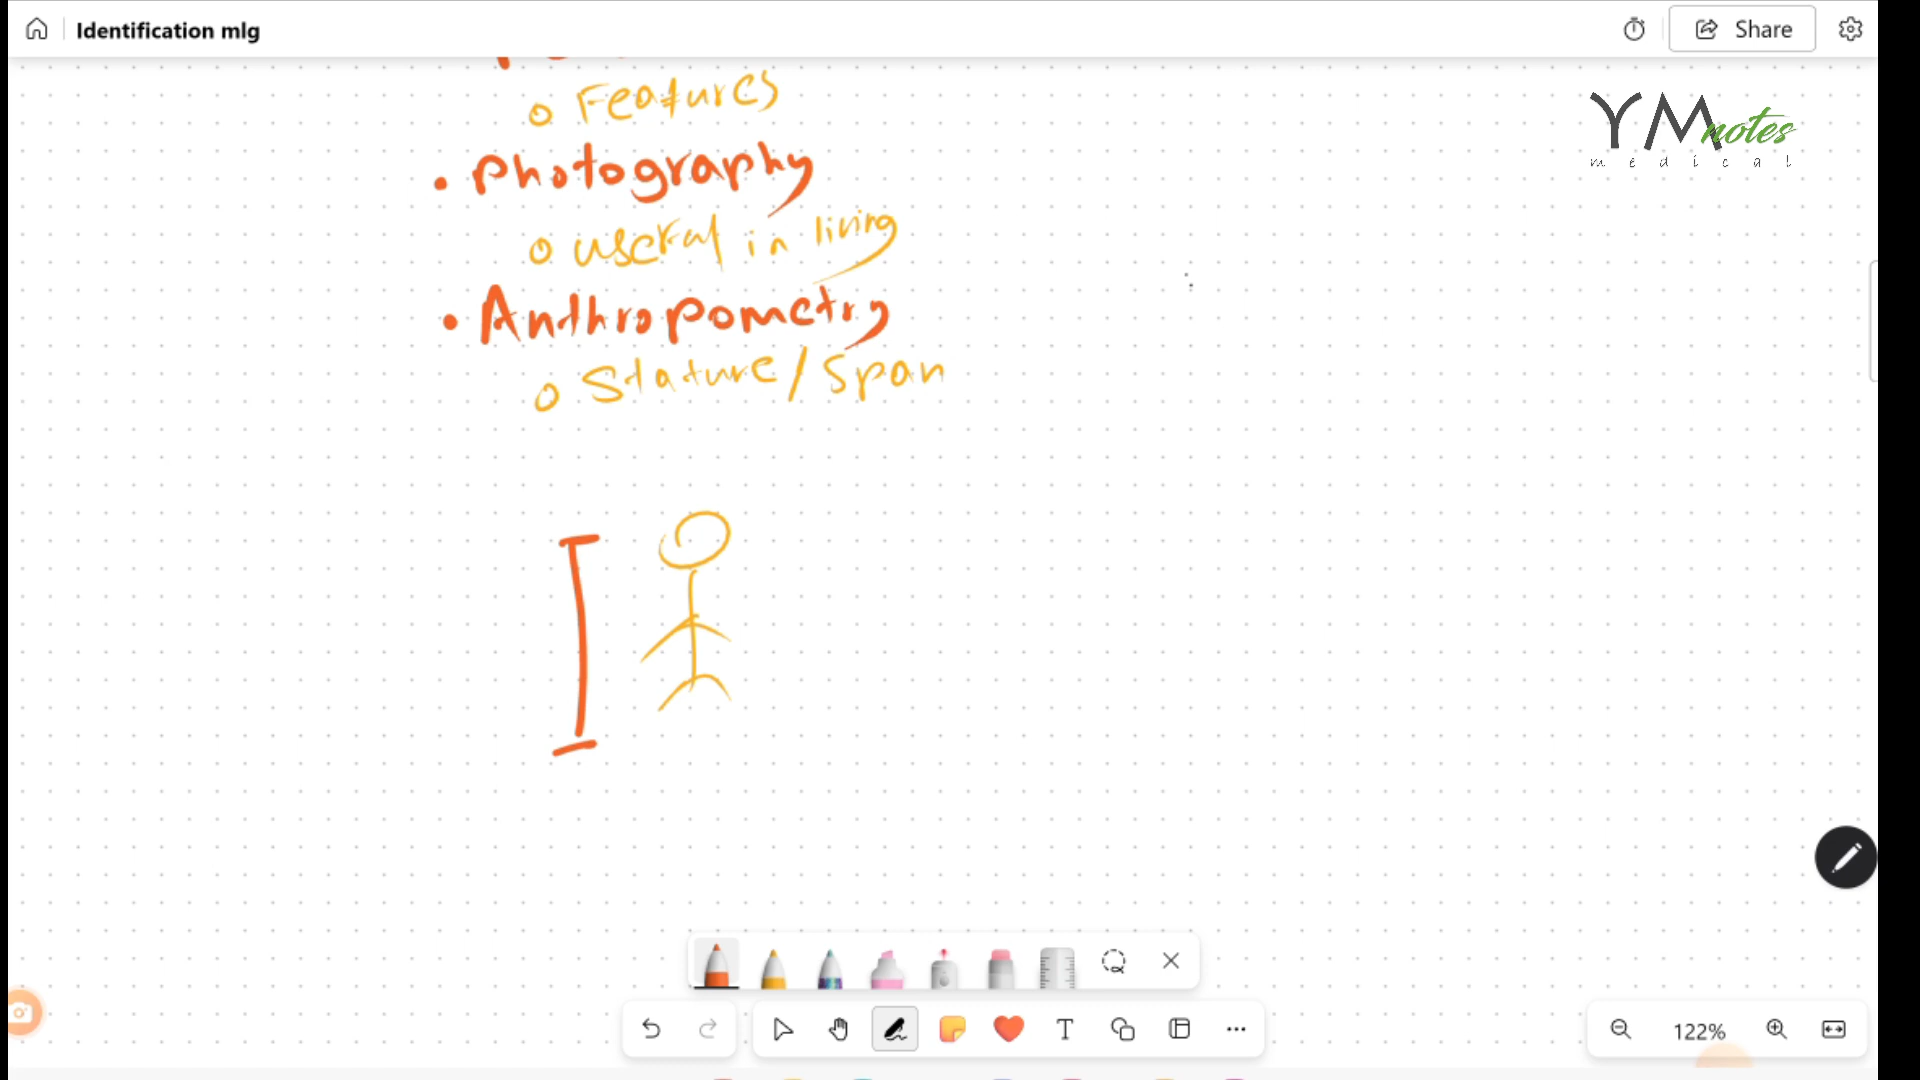 Identification mlg
Share
YM notes
medical
Features
• Photography
useful in living
• Anthropometry
Stature / Span
122%